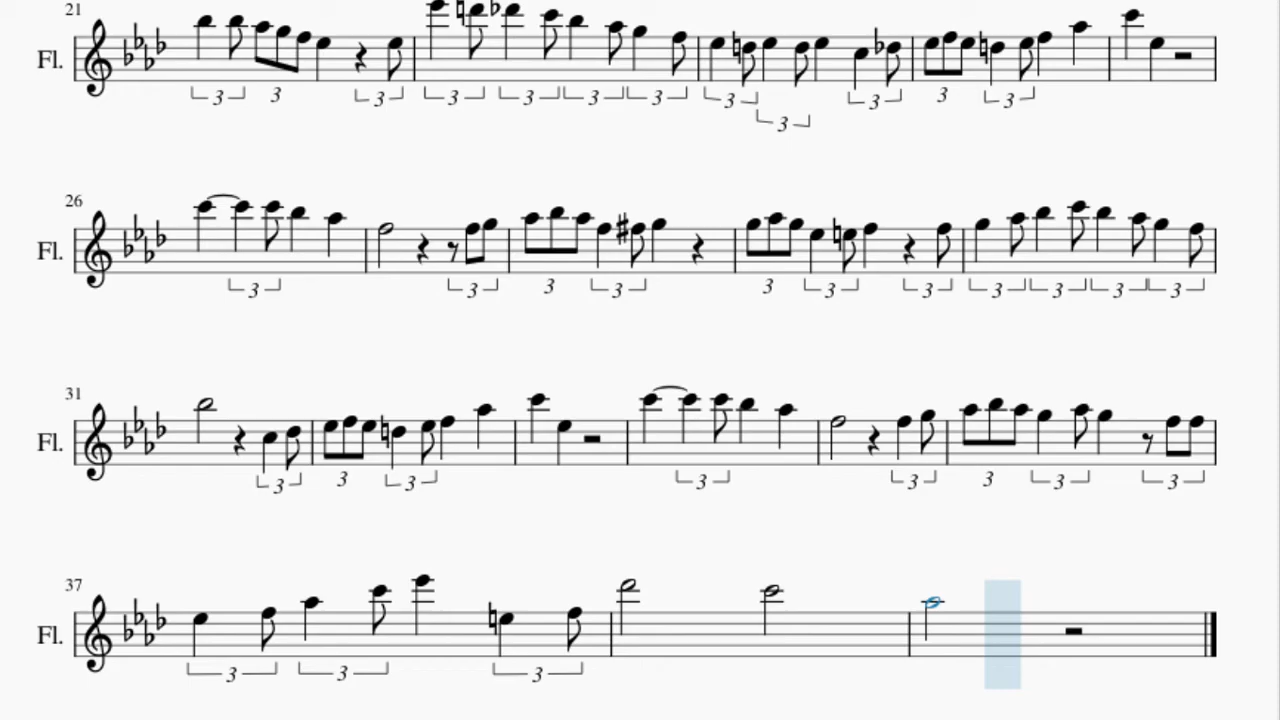 21
Fl.
3 3 3 3 3 3 3 3 3 3 3 3
26
Fl.
3 3 3 3 3 3 3 3 3 3 3
31
Fl.
3 3 3 3 3 3 3 3
37
Fl.
3 3 3